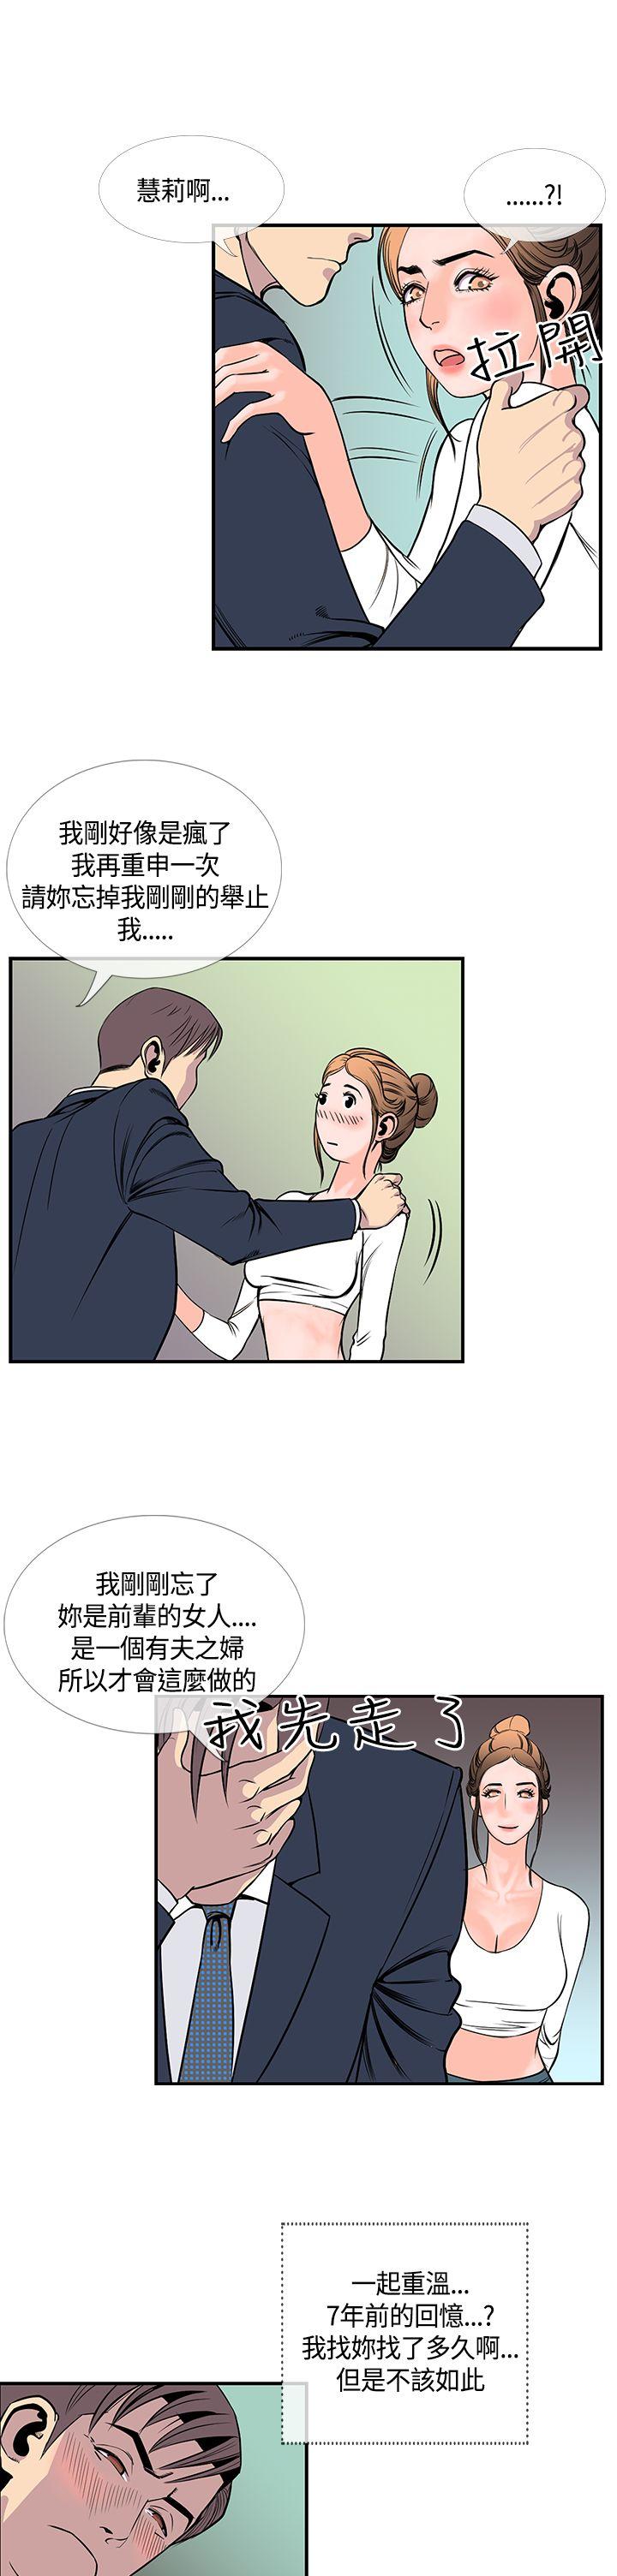 慧莉啊...
......?!
拉開
我剛好像是瘋了
我再重申一次
請妳忘掉我剛剛的舉止
我.....
我剛剛忘了
妳是前輩的女人....
是一個有夫之婦
所以才會這麼做的
我先走了
一起重溫...
7年前的回憶...?
我找妳找了多久啊...
但是不該如此